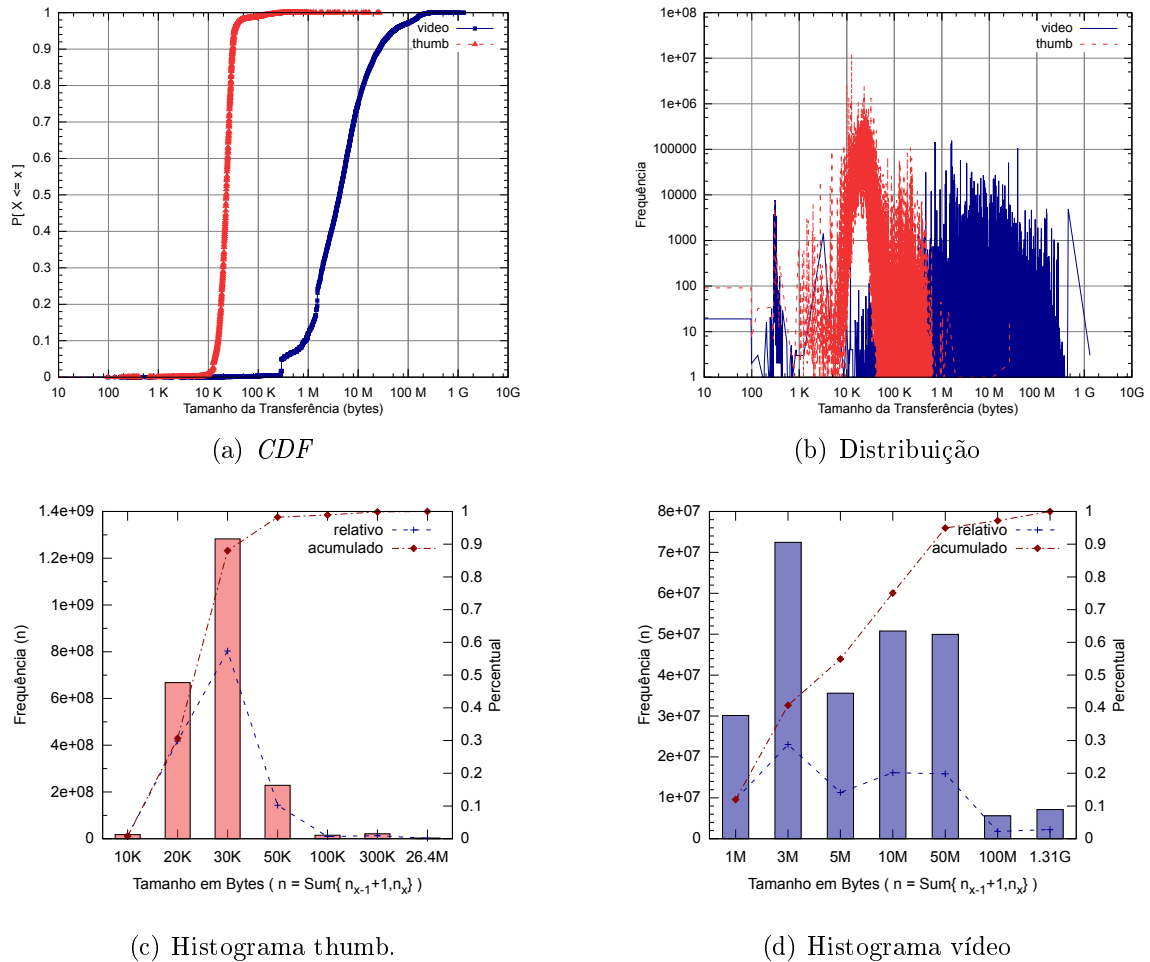 1
0.9
0.8
0.7
0.6
0.5
0.4
0.3
0.2
0.1
0
P[ X <= x ]
video
thumb
10 100 1 K 10 K 100 K 1 M 10 M 100 M 1 G 10G
Tamanho da Transferência (bytes)
(a) CDF
1e+08
1e+07
1e+06
100000
10000
1000
100
10
1
Frequência
video
thumb
10 100 1 K 10 K 100 K 1 M 10 M 100 M 1 G 10G
Tamanho da Transferência (bytes)
(b) Distribuição
1.4e+09
1.2e+09
1e+09
8e+08
6e+08
4e+08
2e+08
0
Frequência (n)
relativo
acumulado
1
0.9
0.8
0.7
0.6
0.5
0.4
0.3
0.2
0.1
0
Percentual
10K 20K 30K 50K 100K 300K 26.4M
Tamanho em Bytes ( n = Sum{ nx-1+1,nx} )
(c) Histograma thumb.
8e+07
7e+07
6e+07
5e+07
4e+07
3e+07
2e+07
1e+07
0
Frequência (n)
relativo
acumulado
1
0.9
0.8
0.7
0.6
0.5
0.4
0.3
0.2
0.1
0
Percentual
1M 3M 5M 10M 50M 100M 1.31G
Tamanho em Bytes ( n = Sum{ nx-1+1,nx} )
(d) Histograma vídeo